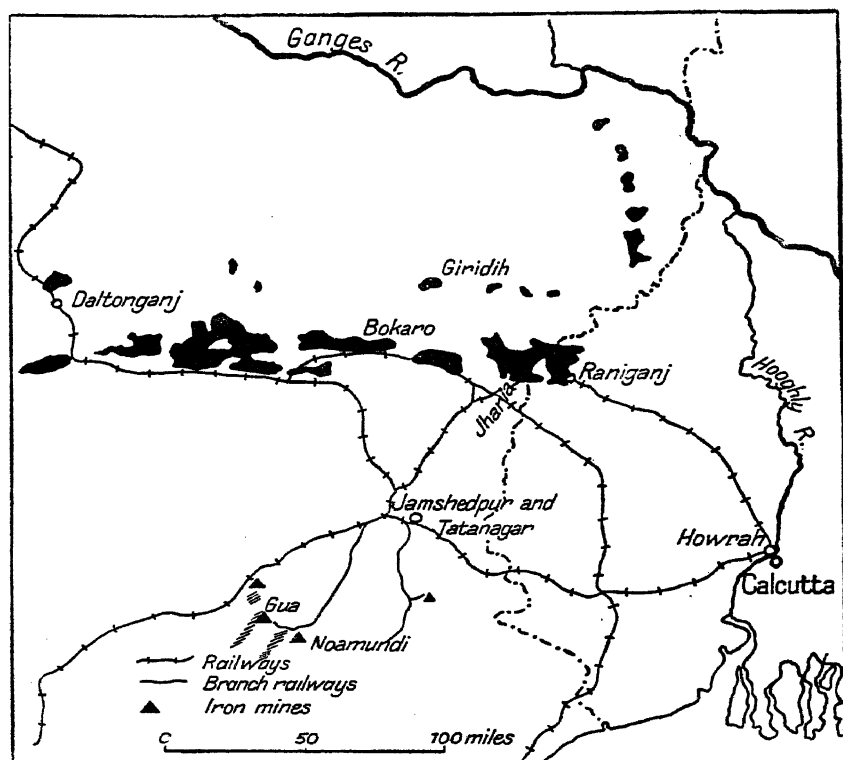 Ganges R.
Giridih
Daltonganj
Bokaro
Raniganj
Jharia
Hooghly R.
Jamshedpur and
Tatanagar
Howrah
Calcutta
Gua
Noamundi
Railways
Branch railways
Iron mines
0 50 100 miles